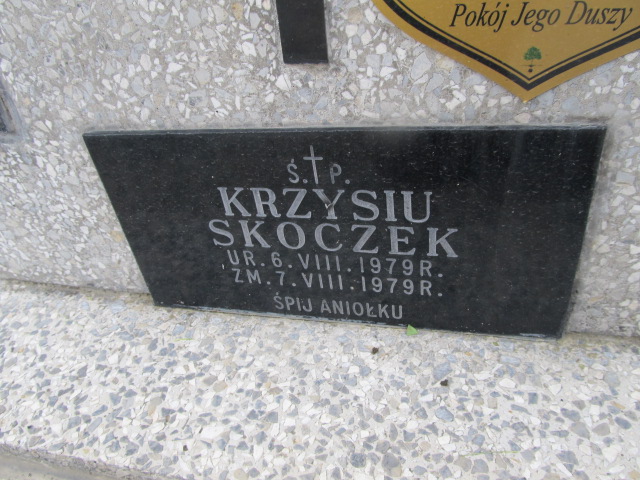 Pokój Jego Duszy
Ś. P.
KRZYSIU
SKOCZEK
UR. 6. VIII. 1979 R.
ZM. 7. VIII. 1979 R.
ŚPIJ ANIOŁKU